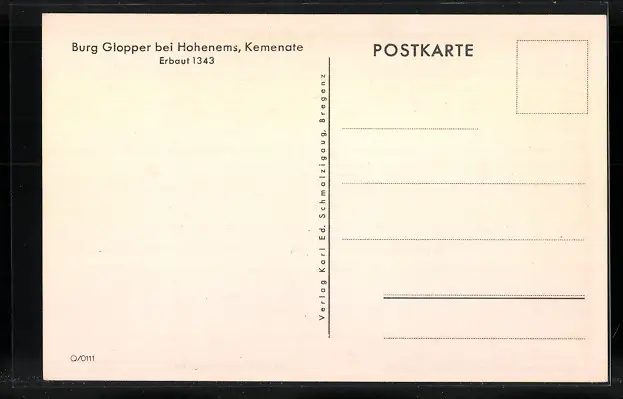 Burg Glopper bei Hohenems, Kemenate
Erbaut 1343
POSTKARTE
Verlag Karl Ed. Schmalzigaug, Bregenz
Q/0111